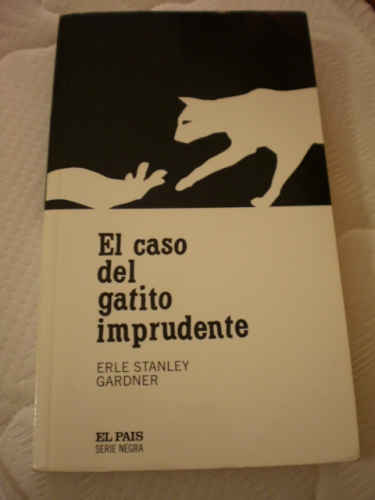 El caso
del
gatito
imprudente
ERLE STANLEY
GARDNER
EL PAIS
SERIE NEGRA